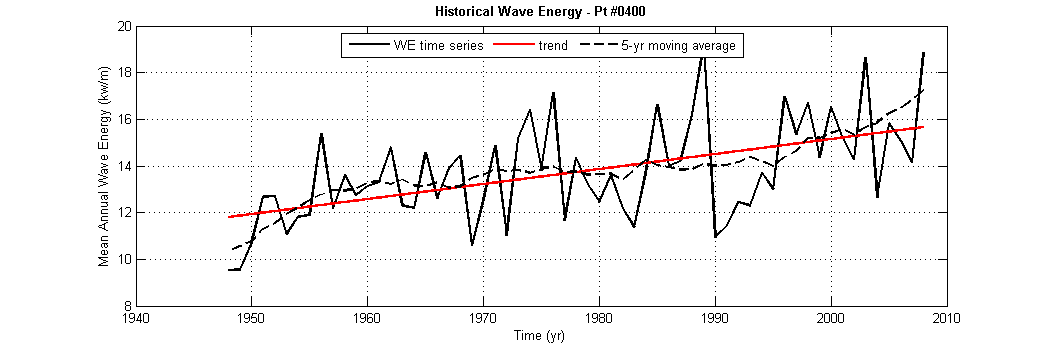 Historical Wave Energy - Pt #0400
WE time series trend 5-yr moving average
Mean Annual Wave Energy (kw/m)
20
18
16
14
12
10
8
1940 1950 1960 1970 1980 1990 2000 2010
Time (yr)